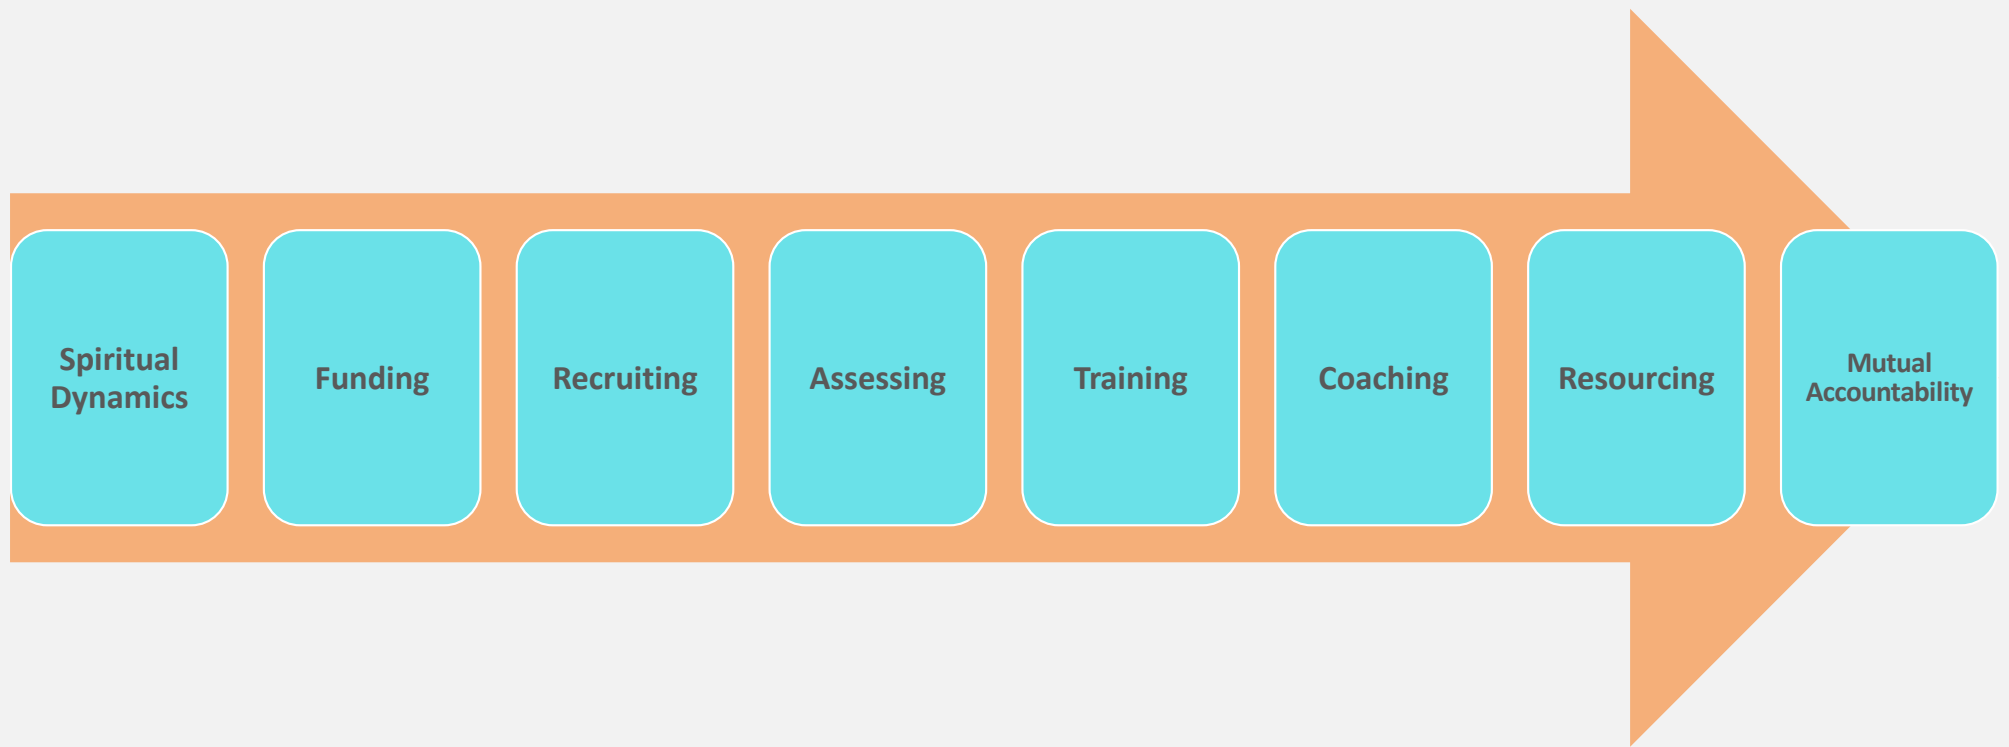 Spiritual
Dynamics
Funding
Recruiting
Assessing
Training
Coaching
Resourcing
Mutual
Accountability